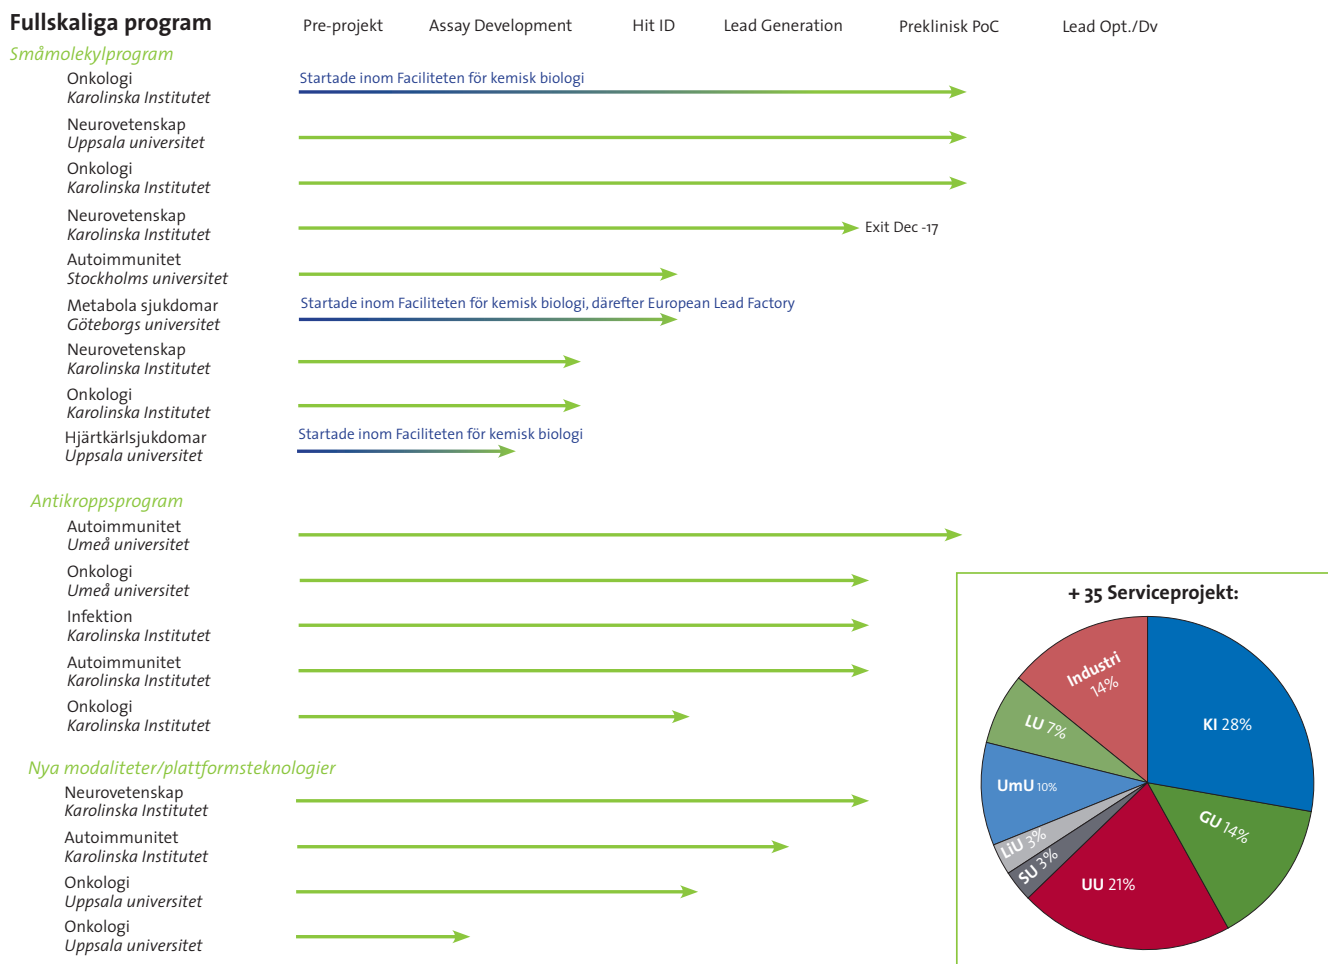 Fullskaliga program
Pre-projekt
Assay Development
Hit ID
Lead Generation
Preklinisk PoC
Lead Opt./Dv
Småmolekylprogram
Onkologi
Karolinska Institutet
Startade inom Faciliteten för kemisk biologi
Neurovetenskap
Uppsala universitet
Onkologi
Karolinska Institutet
Neurovetenskap
Karolinska Institutet
Exit Dec -17
Autoimmunitet
Stockholms universitet
Metabola sjukdomar
Göteborgs universitet
Startade inom Faciliteten för kemisk biologi, därefter European Lead Factory
Neurovetenskap
Karolinska Institutet
Onkologi
Karolinska Institutet
Hjärtkärlsjukdomar
Uppsala universitet
Startade inom Faciliteten för kemisk biologi
Antikroppsprogram
Autoimmunitet
Umeå universitet
Onkologi
Umeå universitet
Infektion
Karolinska Institutet
Autoimmunitet
Karolinska Institutet
Onkologi
Karolinska Institutet
Nya modaliteter/plattformsteknologier
Neurovetenskap
Karolinska Institutet
Autoimmunitet
Karolinska Institutet
Onkologi
Uppsala universitet
Onkologi
Uppsala universitet
+ 35 Serviceprojekt:
KI 28%
GU 14%
UU 21%
SU 3%
LiU 3%
UmU 10%
LU 7%
Industri
14%